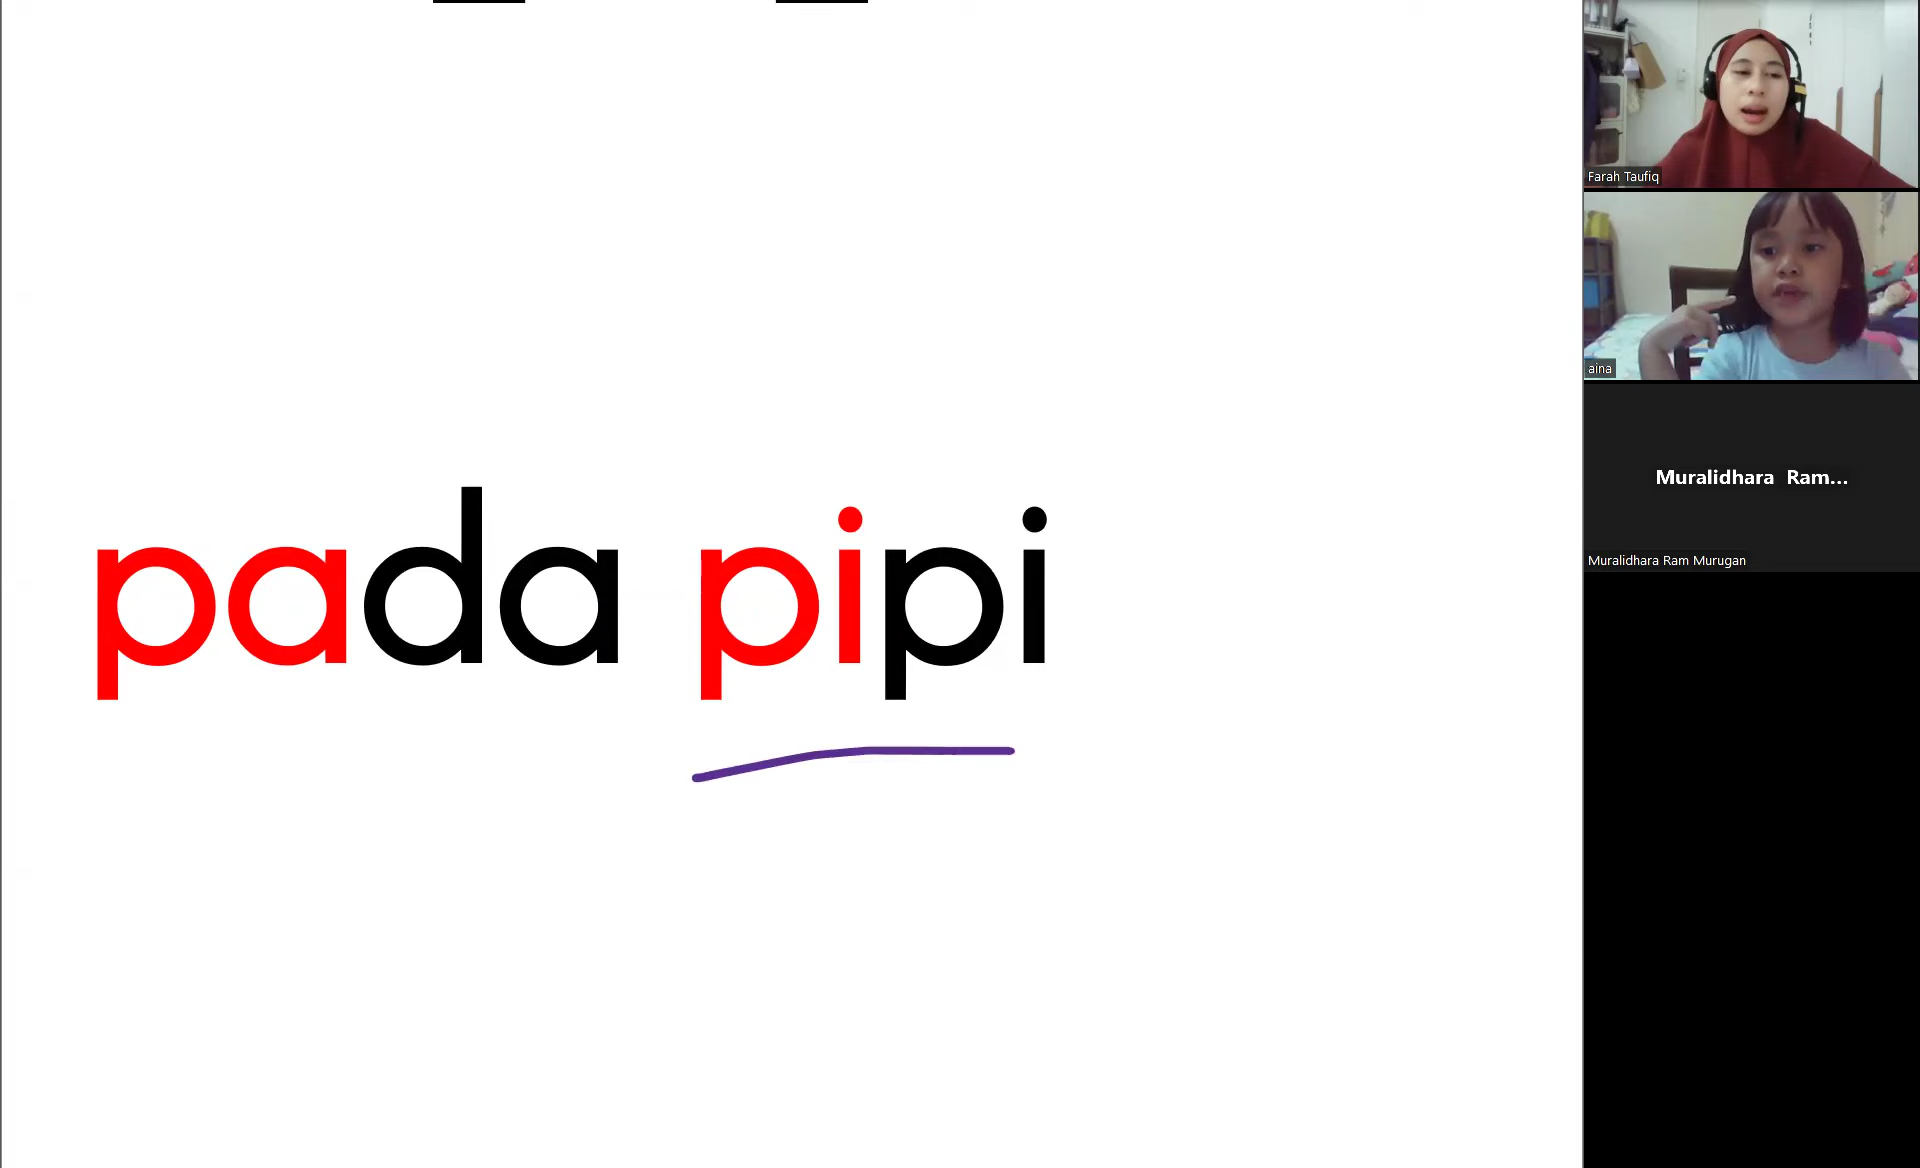 pada pipi
Farah Taufiq
aina
Muralidhara Ram...
Muralidhara Ram Murugan